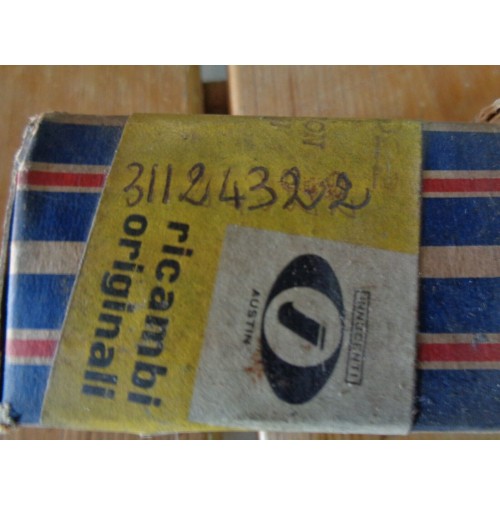 31124322
ricambi
originali
INNOCENTI
AUSTIN